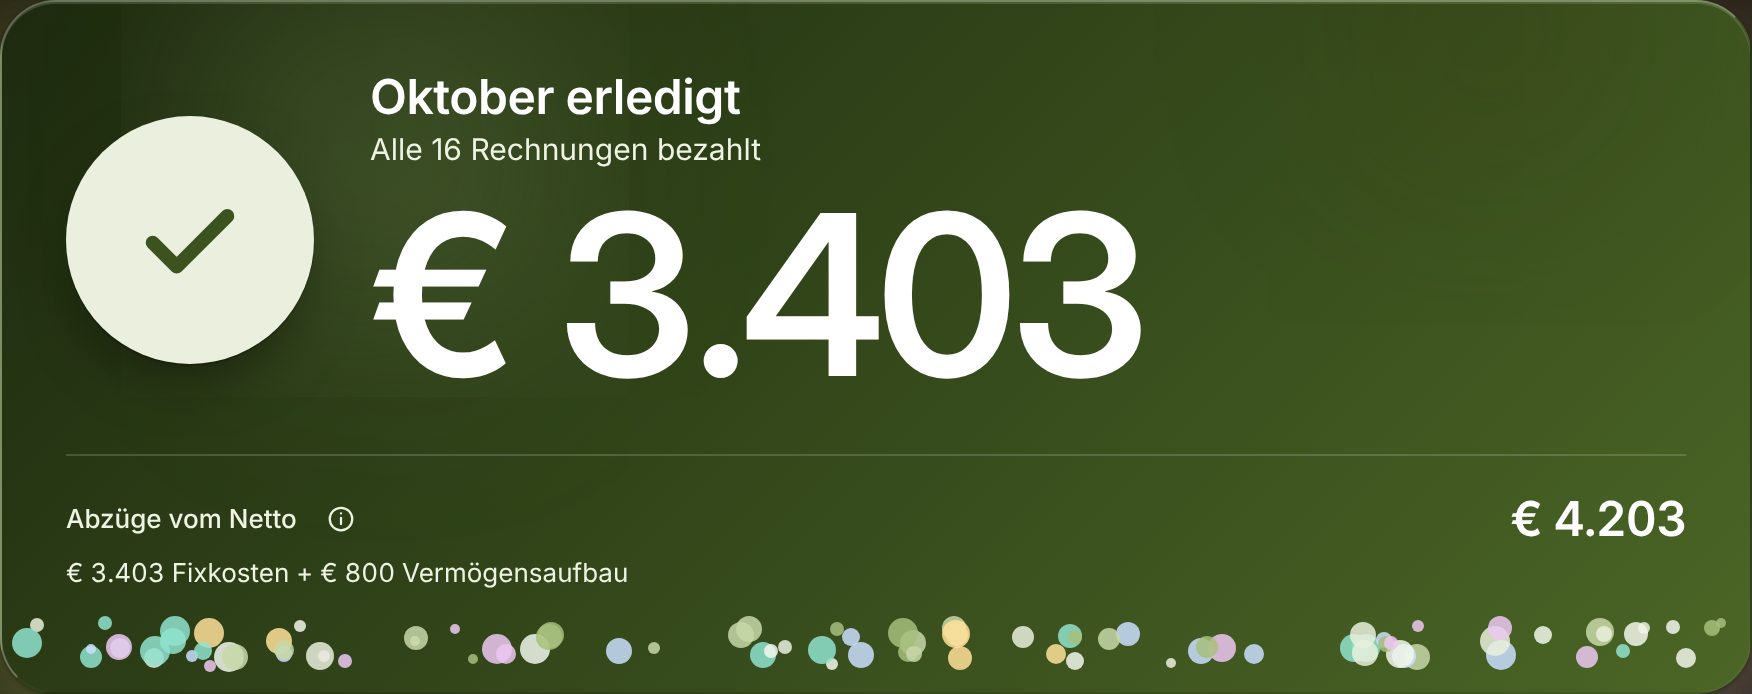 Oktober erledigt
Alle 16 Rechnungen bezahlt
€ 3.403
Abzüge vom Netto
€ 4.203
€ 3.403 Fixkosten + € 800 Vermögensaufbau